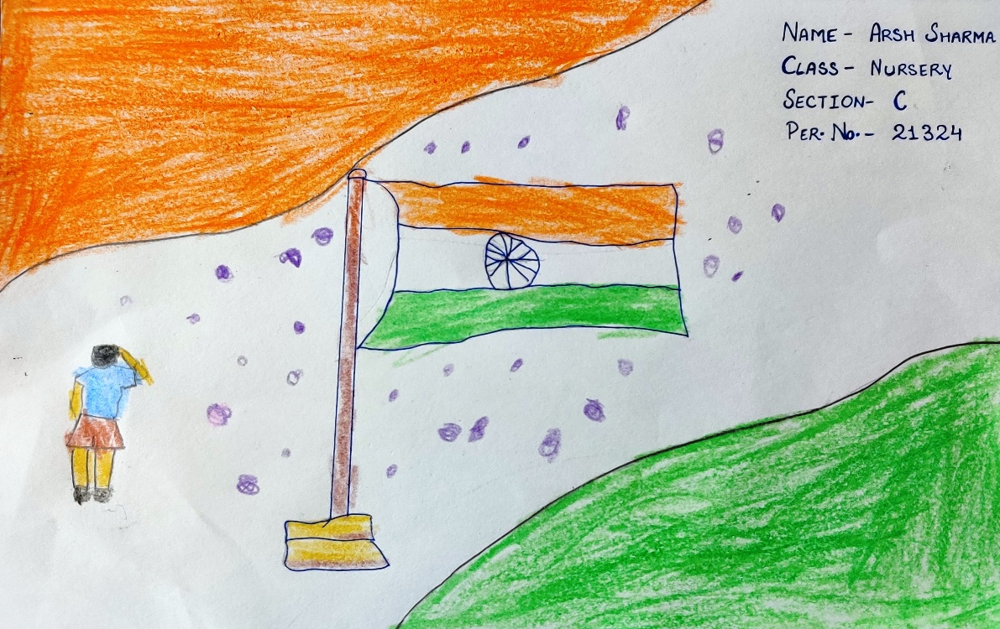 NAME - ARSH SHARMA
CLASS - NURSERY
SECTION - C
PER. No. - 21324